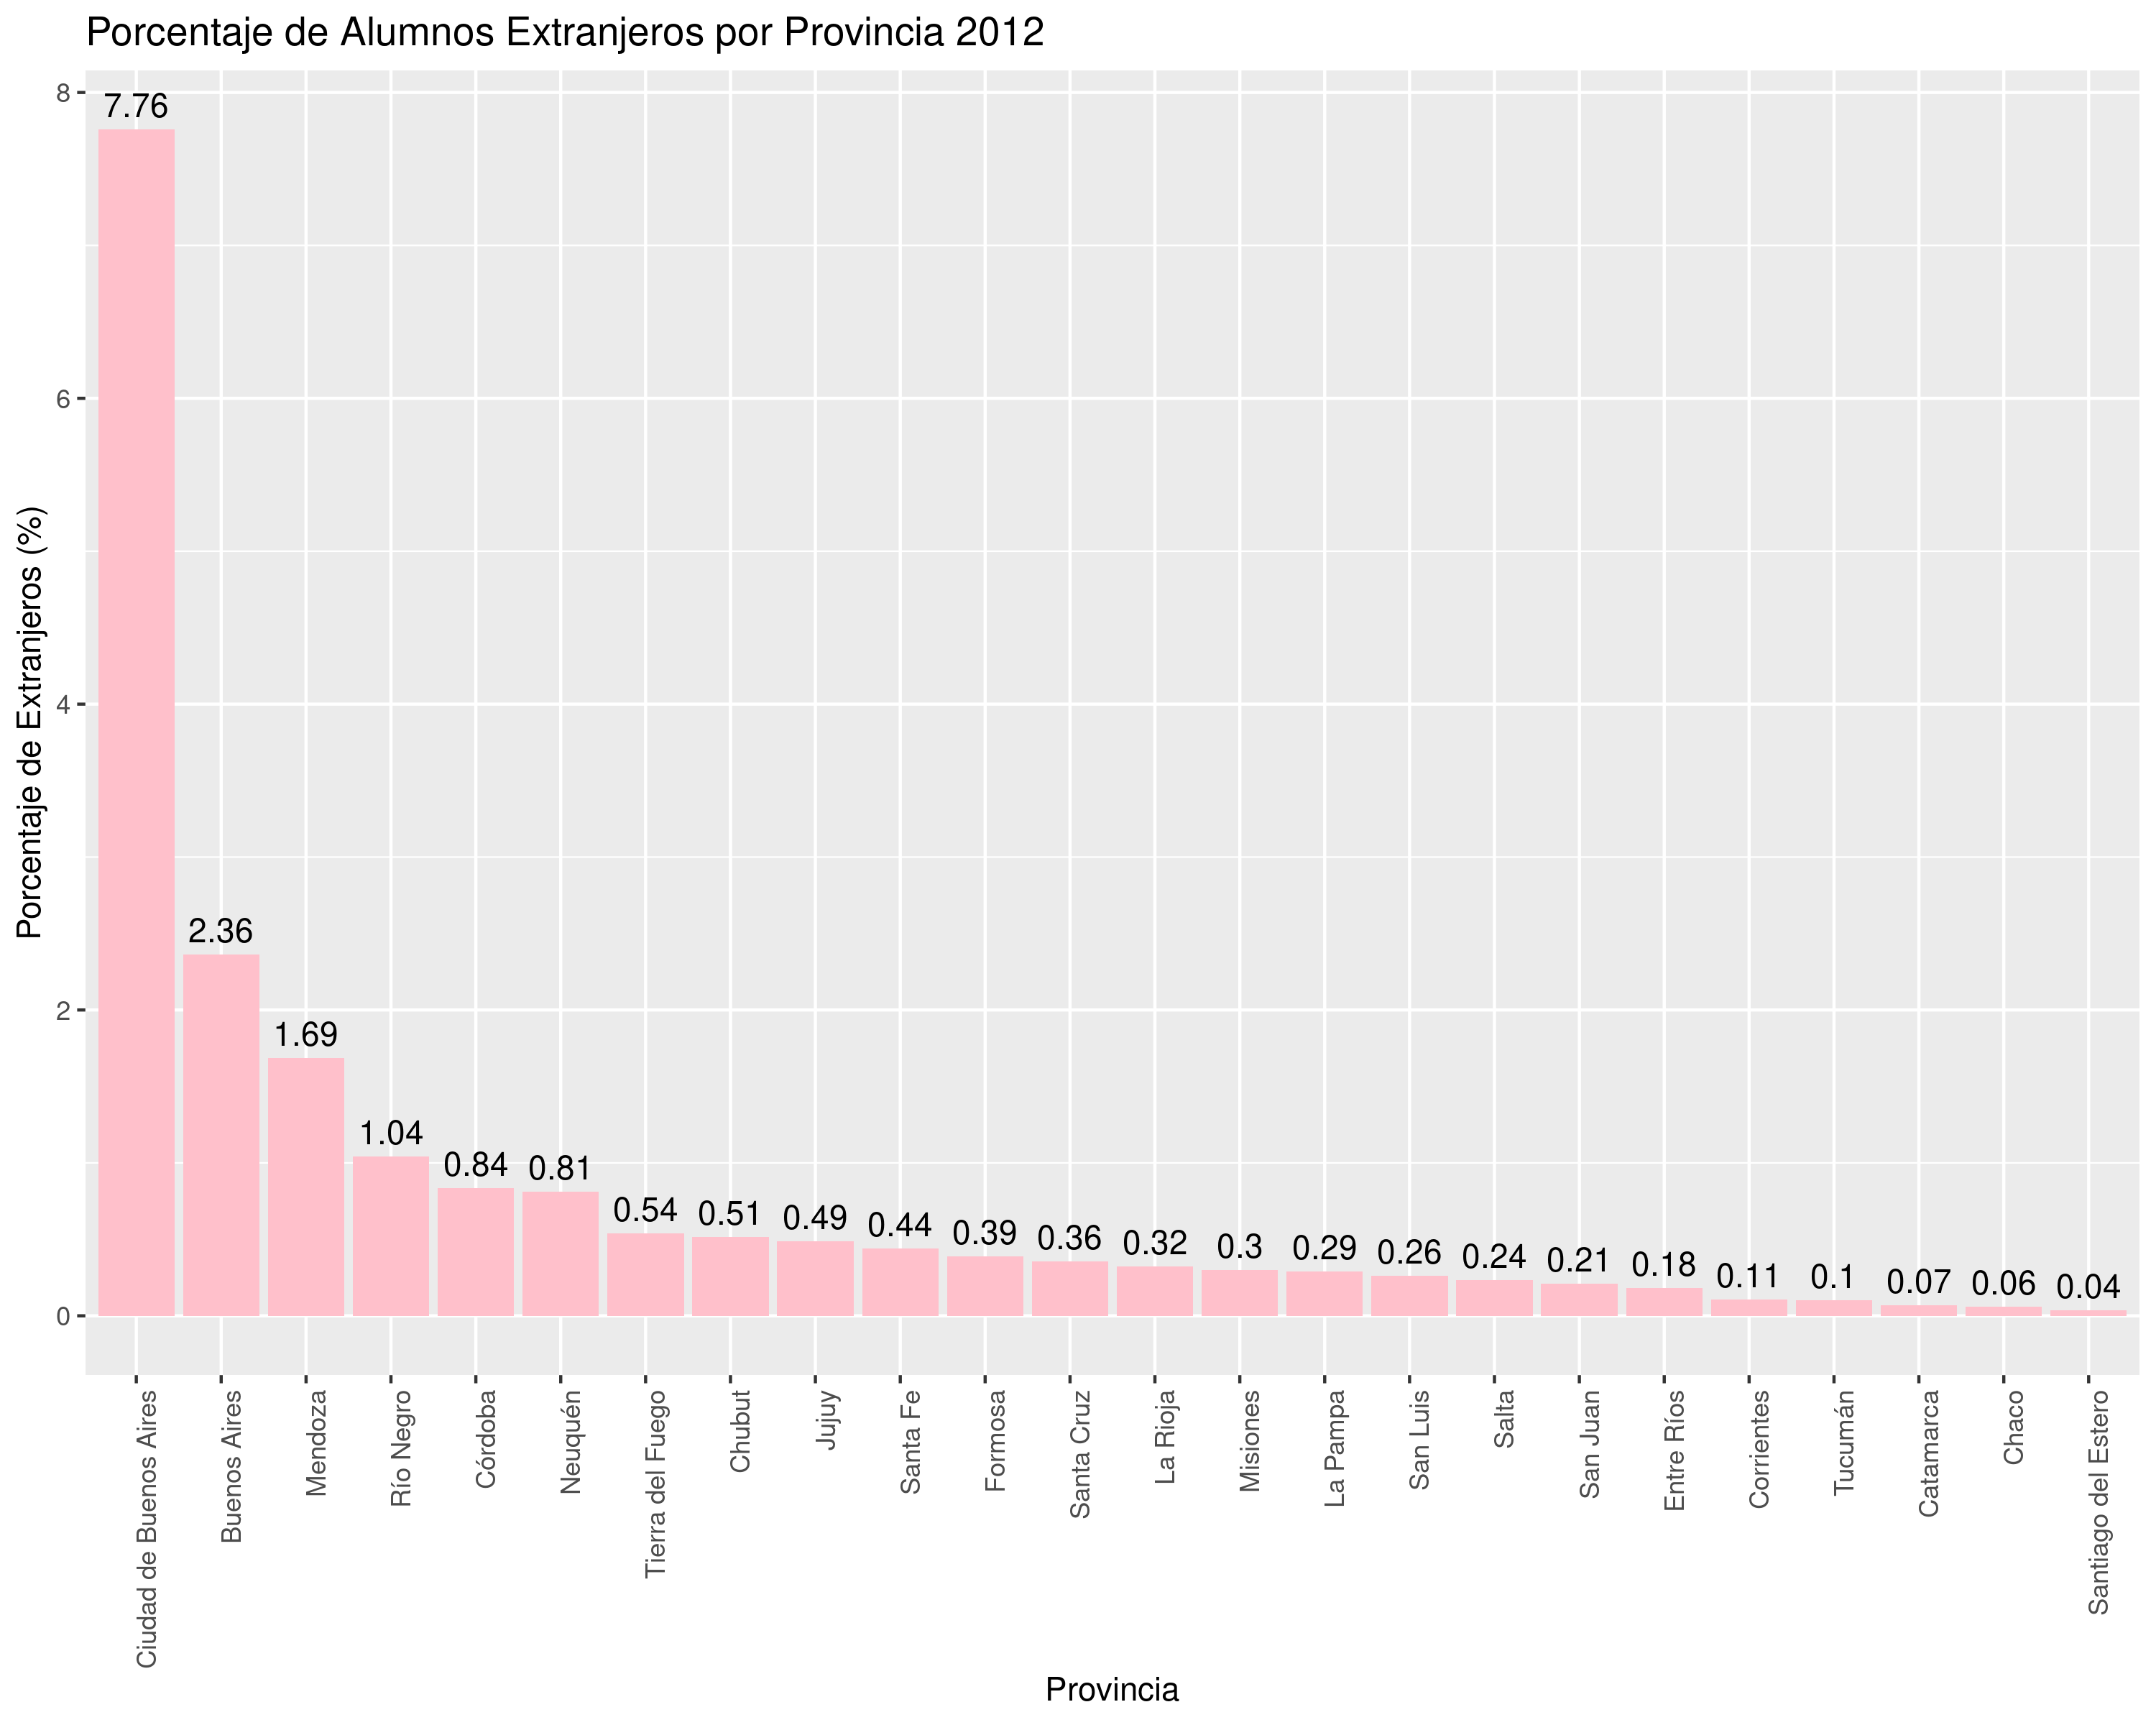 Porcentaje de Alumnos Extranjeros por Provincia 2012
Porcentaje de Extranjeros (%)
8
6
4
2
0
7.76
2.36
1.69
1.04
0.84
0.81
0.54
0.51
0.49
0.44
0.39
0.36
0.32
0.3
0.29
0.26
0.24
0.21
0.18
0.11
0.1
0.07
0.06
0.04
Ciudad de Buenos Aires
Buenos Aires
Mendoza
Río Negro
Córdoba
Neuquén
Tierra del Fuego
Chubut
Jujuy
Santa Fe
Formosa
Santa Cruz
La Rioja
Misiones
La Pampa
San Luis
Salta
San Juan
Entre Ríos
Corrientes
Tucumán
Catamarca
Chaco
Santiago del Estero
Provincia